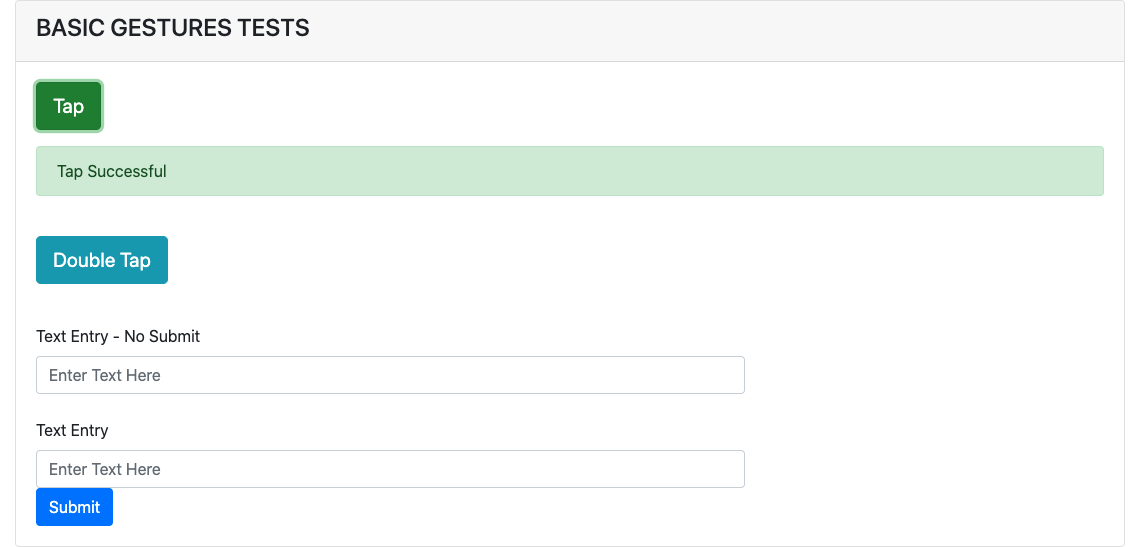 BASIC GESTURES TESTS
Tap
Tap Successful
Double Tap
Text Entry - No Submit
Enter Text Here
Text Entry
Enter Text Here
Submit